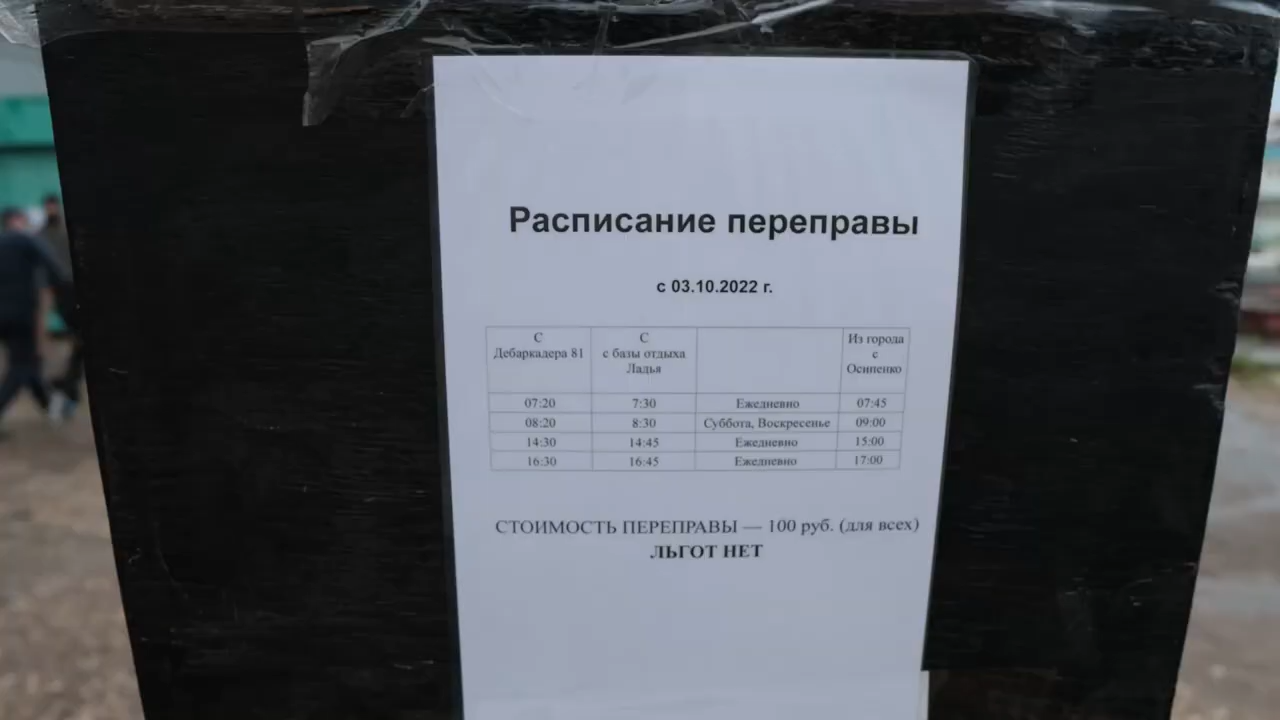 Расписание переправы
с 03.10.2022 г.
С
Дебаркадера 81
С
с базы отдыха
Ладья
Из города
с
Осипенко
07:20 7:30 Ежедневно 07:45
08:20 8:30 Суббота, Воскресенье 09:00
14:30 14:45 Ежедневно 15:00
16:30 16:45 Ежедневно 17:00
СТОИМОСТЬ ПЕРЕПРАВЫ — 100 руб. (для всех)
ЛЬГОТ НЕТ